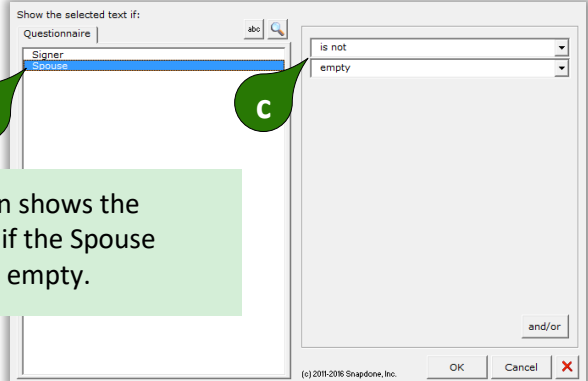 Show the selected text if:
Questionnaire
abc
Signer
Spouse
is not
empty
c
n shows the
if the Spouse
empty.
and/or
(c) 2011-2016 Snapdone, Inc.
OK
Cancel